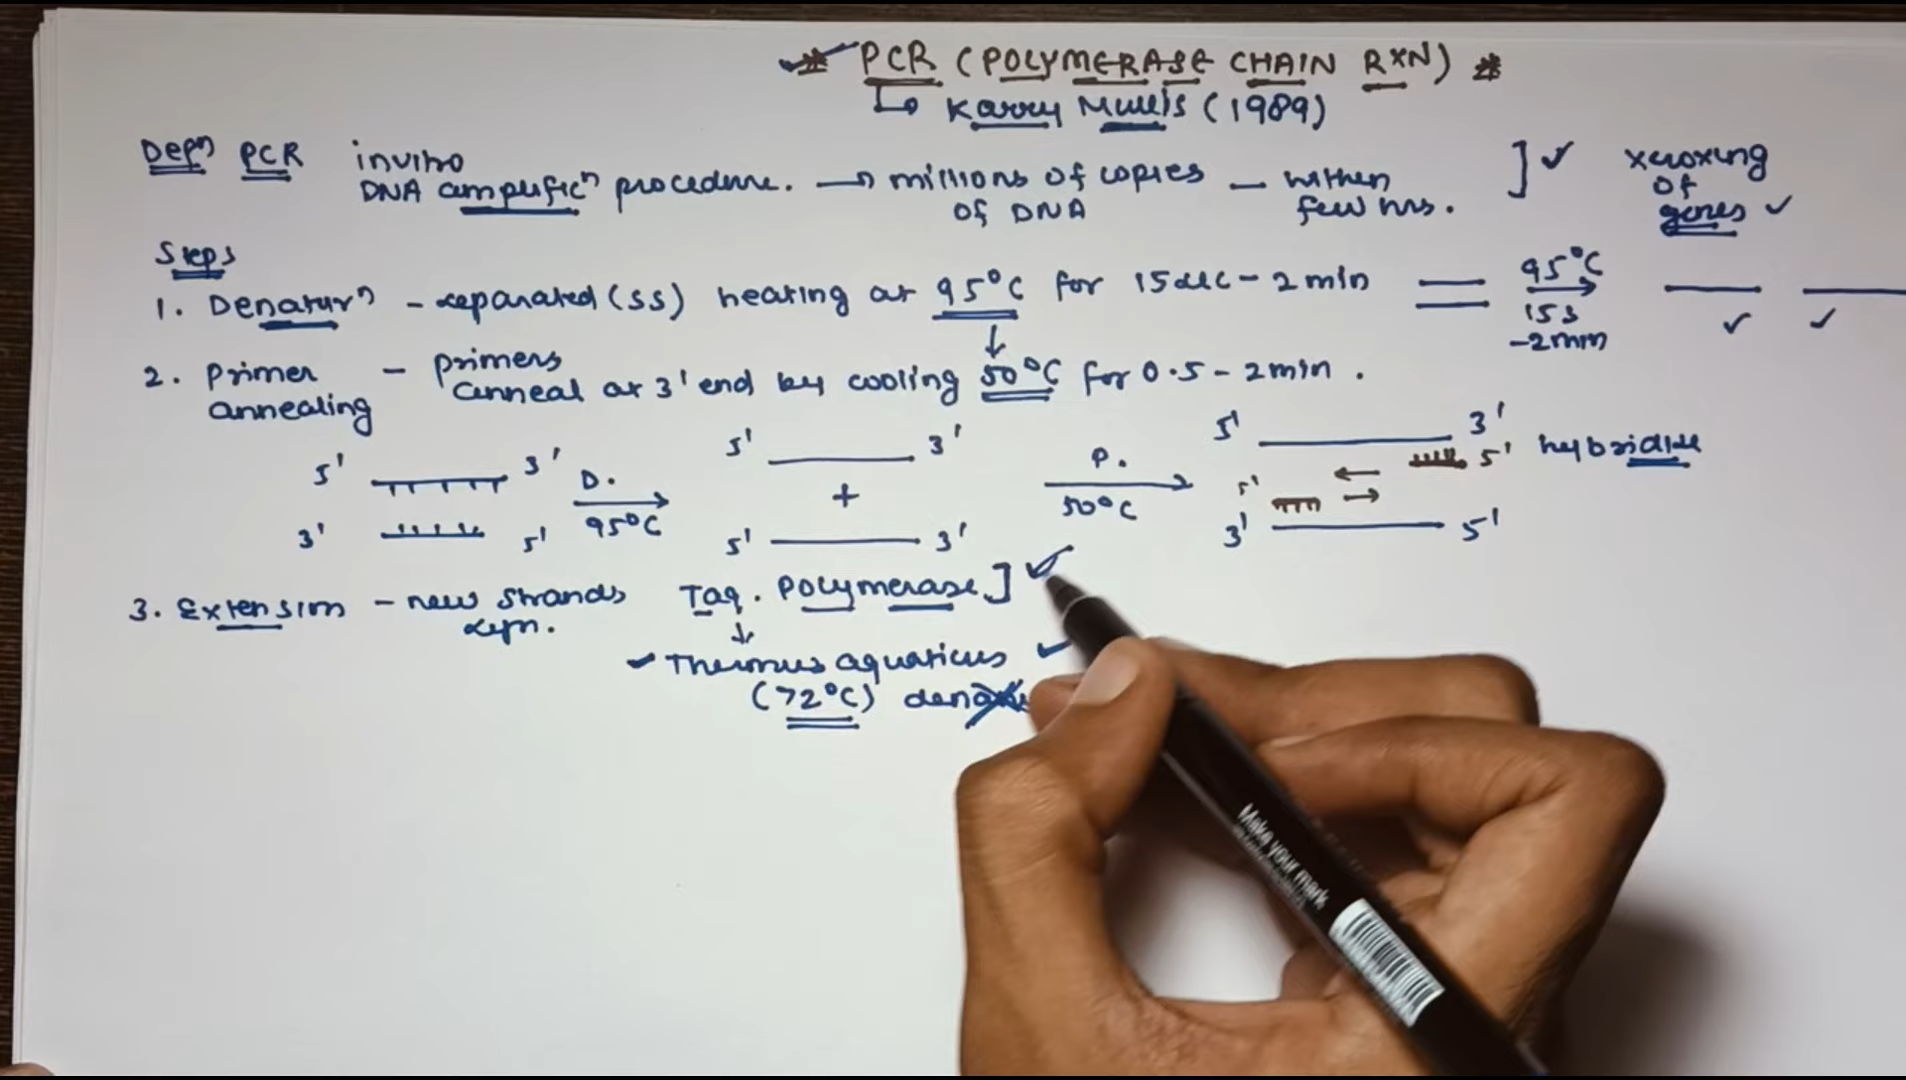 * PCR (POLYMERASE CHAIN RXN) *
↳ Karry Mullis (1989)
Defⁿ PCR invitro
DNA amplificⁿ procedure. → millions of copies of DNA — within few hrs. ] ✓ xeroxing of genes ✓
Steps
1. Denaturⁿ - separated (ss) heating at 95°C for 15sec - 2min
95°C
15s
-2min
2. Primer annealing - primers anneal at 3' end by cooling 50°C for 0.5 - 2min.
5' 3' D. 95°C 3' 5'
5' 3' + 5' 3'
P. 50°C
5' 3'
5' hybridize
5'
3' 5'
3. Extension - new strands syn. Taq. Polymerase ] ✓
↓
✓ Thermus aquaticus ✓
(72°C)
Make your mark